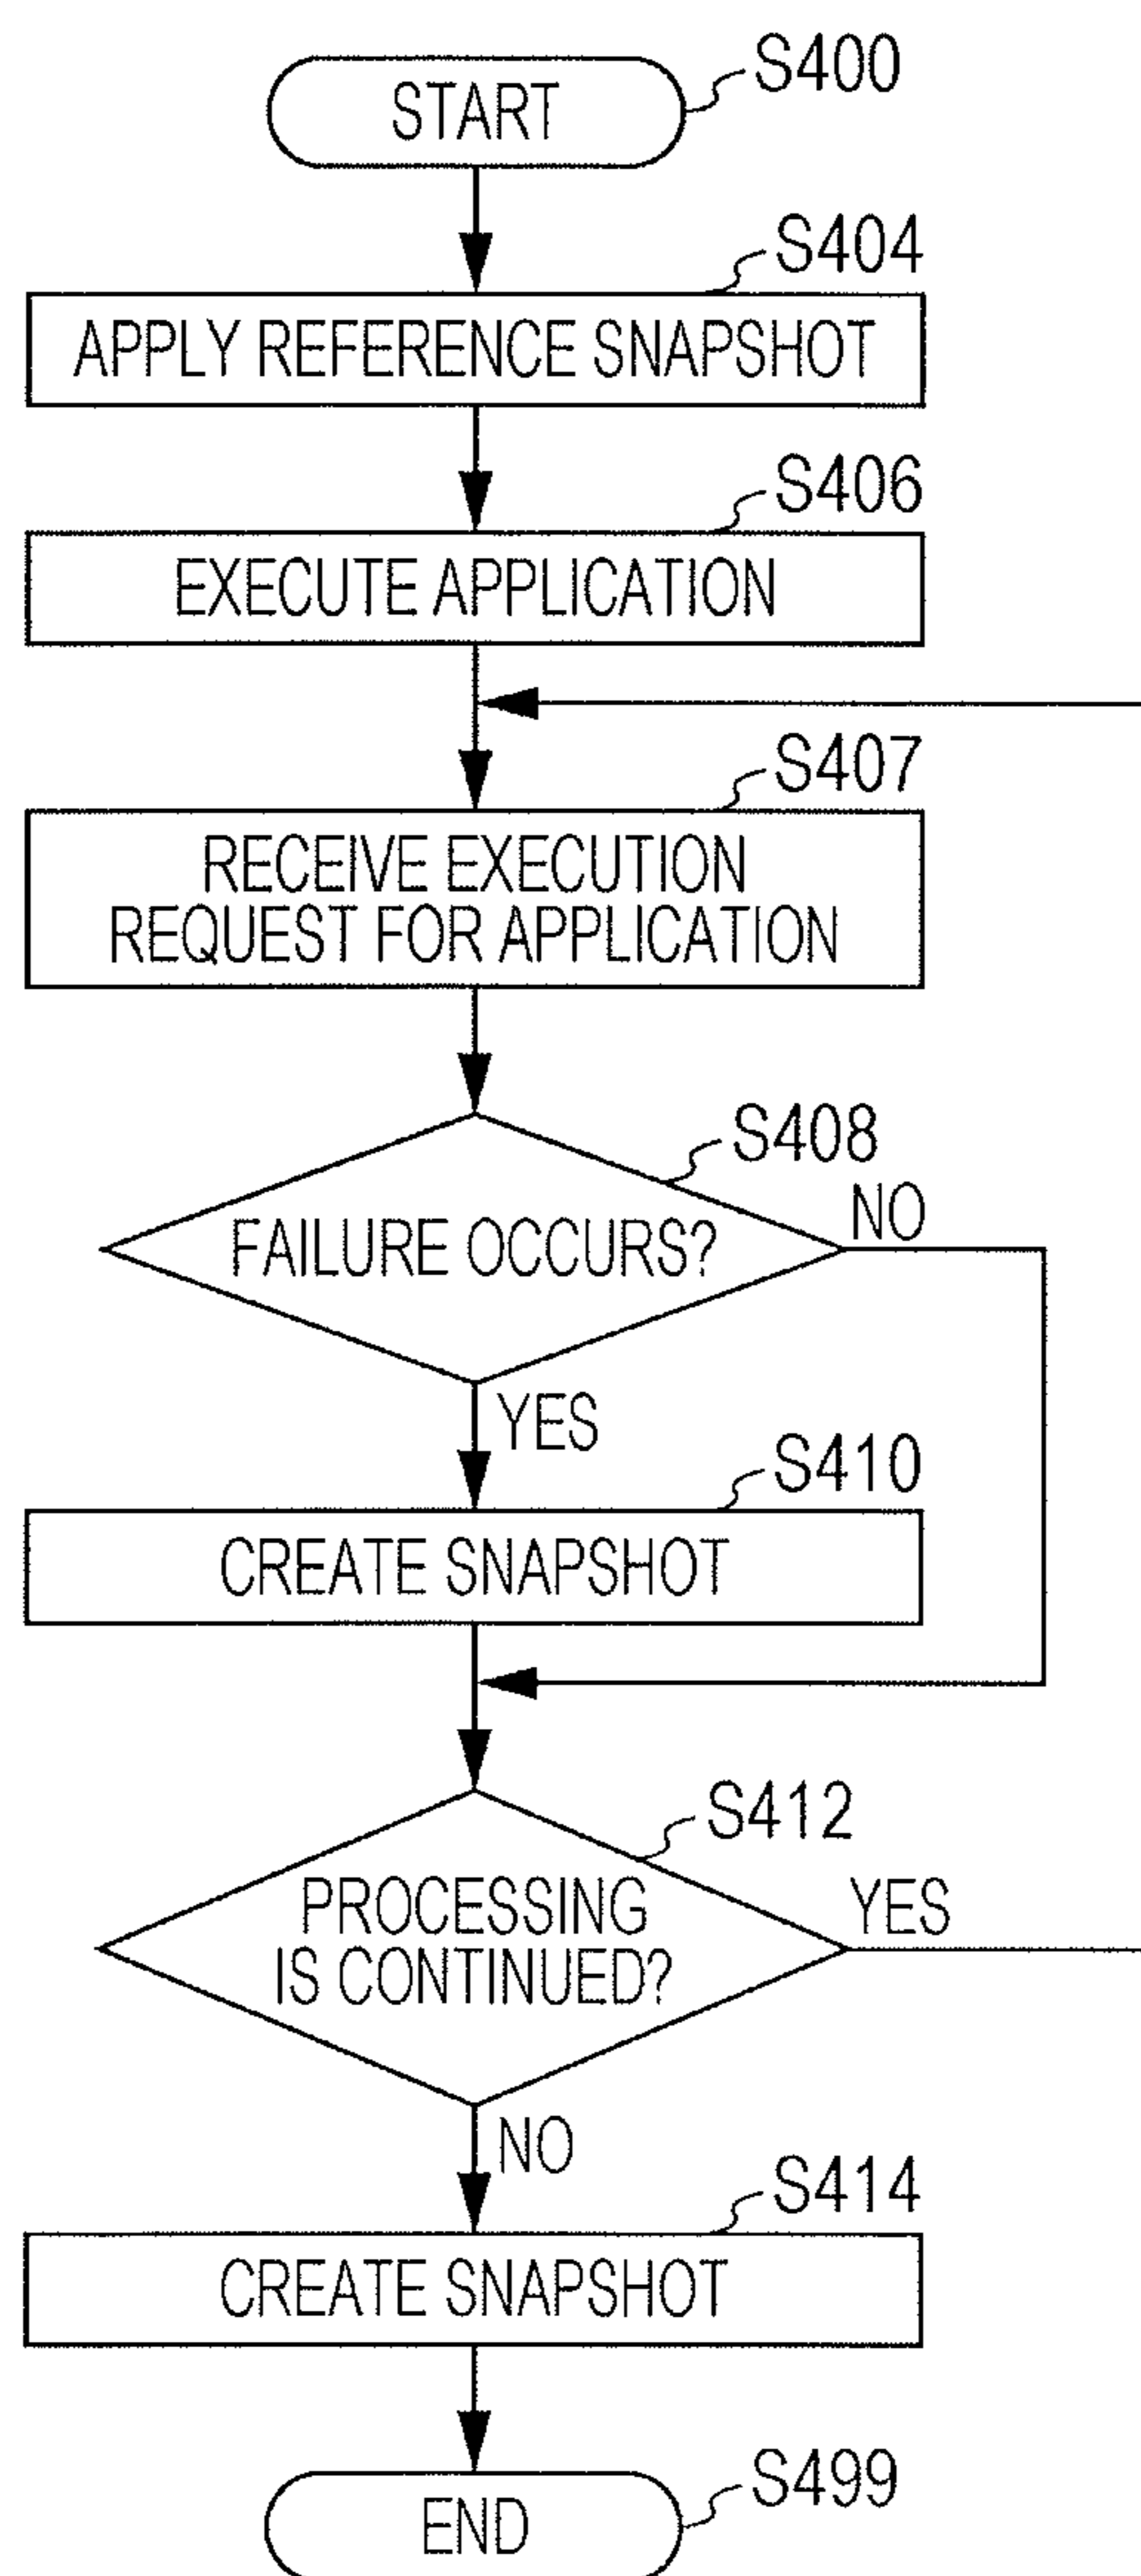 START
S400
S404
APPLY REFERENCE SNAPSHOT
S406
EXECUTE APPLICATION
S407
RECEIVE EXECUTION
REQUEST FOR APPLICATION
S408
NO
FAILURE OCCURS?
YES
S410
CREATE SNAPSHOT
S412
PROCESSING
IS CONTINUED?
YES
NO
S414
CREATE SNAPSHOT
S499
END